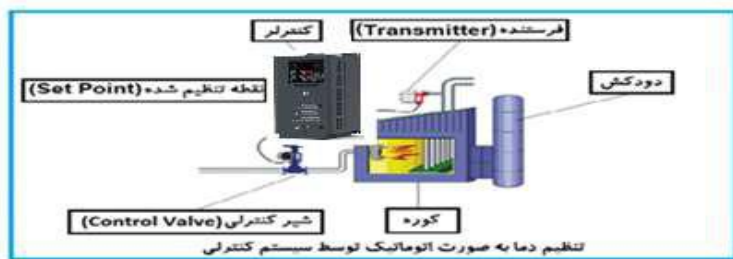 کنترلر
فرستنده (Transmitter)
نقطه تنظیم شده (Set Point)
دودکش
شیر کنترلی (Control Valve)
کوره
تنظیم دما به صورت اتوماتیک توسط سیستم کنترلی